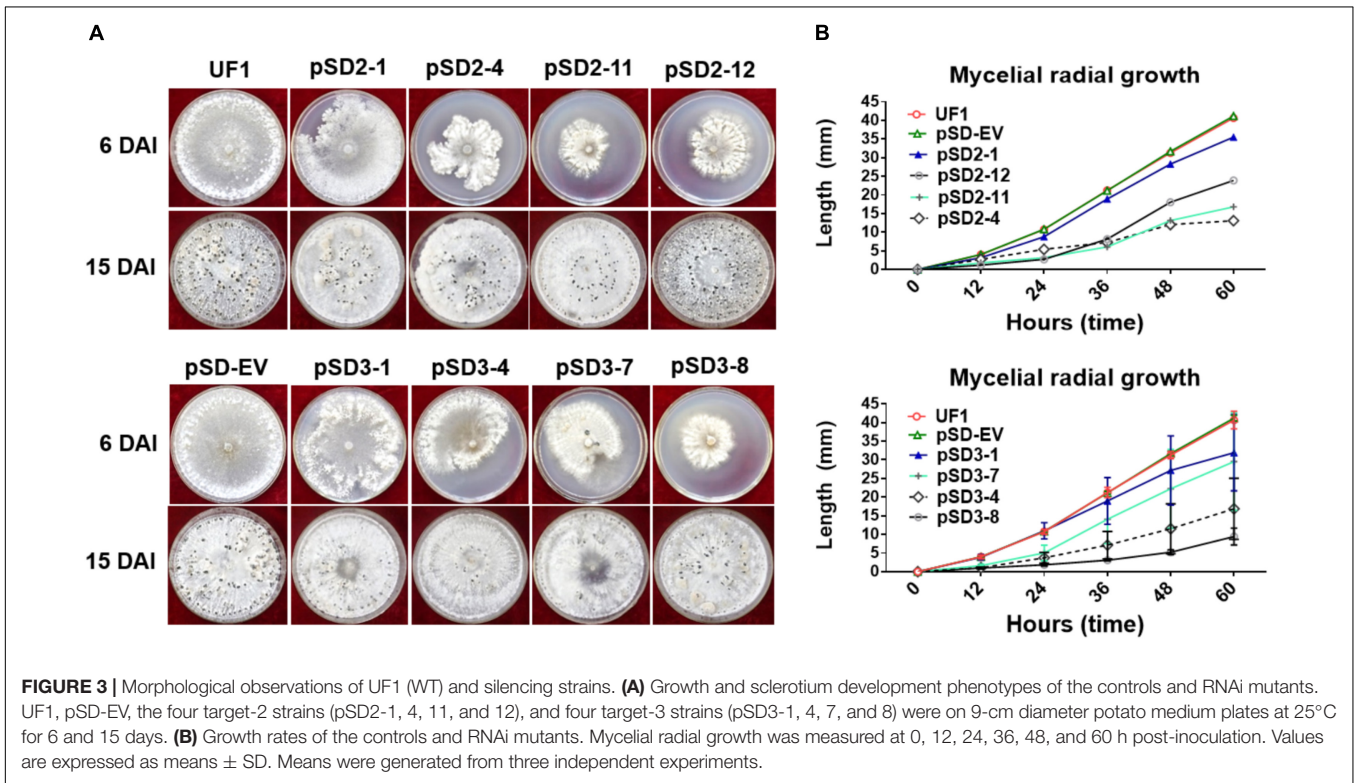 A
UF1 pSD2-1 pSD2-4 pSD2-11 pSD2-12
6 DAI
15 DAI
pSD-EV pSD3-1 pSD3-4 pSD3-7 pSD3-8
6 DAI
15 DAI
B
Mycelial radial growth
45
40
35
30
25
20
15
10
5
0
Length (mm)
UF1
pSD-EV
pSD2-1
pSD2-12
pSD2-11
pSD2-4
0 12 24 36 48 60
Hours (time)
Mycelial radial growth
45
40
35
30
25
20
15
10
5
0
Length (mm)
UF1
pSD-EV
pSD3-1
pSD3-7
pSD3-4
pSD3-8
0 12 24 36 48 60
Hours (time)
FIGURE 3 | Morphological observations of UF1 (WT) and silencing strains. (A) Growth and sclerotium development phenotypes of the controls and RNAi mutants.
UF1, pSD-EV, the four target-2 strains (pSD2-1, 4, 11, and 12), and four target-3 strains (pSD3-1, 4, 7, and 8) were on 9-cm diameter potato medium plates at 25°C
for 6 and 15 days. (B) Growth rates of the controls and RNAi mutants. Mycelial radial growth was measured at 0, 12, 24, 36, 48, and 60 h post-inoculation. Values
are expressed as means ± SD. Means were generated from three independent experiments.